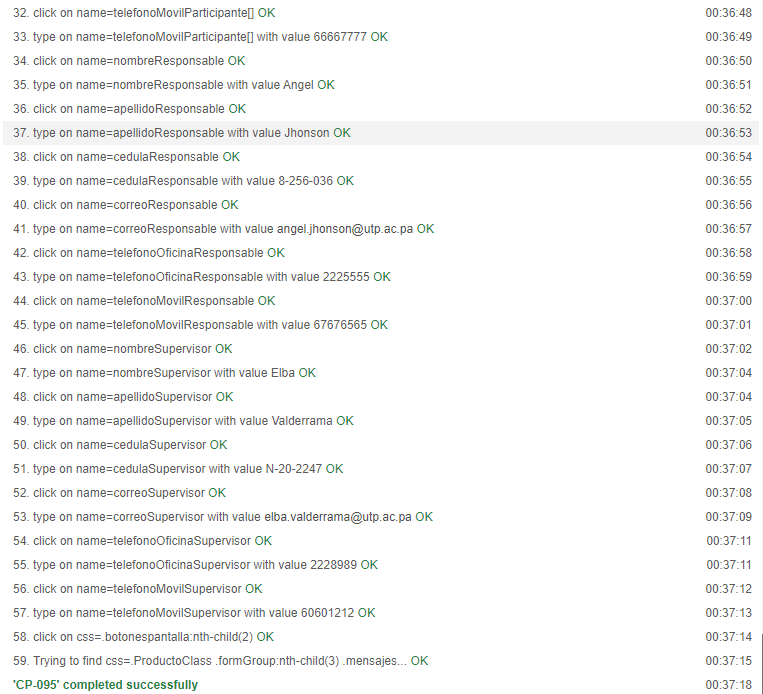 32. click on name=telefonoMovilParticipante[] OK 00:36:48
33. type on name=telefonoMovilParticipante[] with value 66667777 OK 00:36:49
34. click on name=nombreResponsable OK 00:36:50
35. type on name=nombreResponsable with value Angel OK 00:36:51
36. click on name=apellidoResponsable OK 00:36:52
37. type on name=apellidoResponsable with value Jhonson OK 00:36:53
38. click on name=cedulaResponsable OK 00:36:54
39. type on name=cedulaResponsable with value 8-256-036 OK 00:36:55
40. click on name=correoResponsable OK 00:36:56
41. type on name=correoResponsable with value angel.jhonson@utp.ac.pa OK 00:36:57
42. click on name=telefonoOficinaResponsable OK 00:36:58
43. type on name=telefonoOficinaResponsable with value 2225555 OK 00:36:59
44. click on name=telefonoMovilResponsable OK 00:37:00
45. type on name=telefonoMovilResponsable with value 67676565 OK 00:37:01
46. click on name=nombreSupervisor OK 00:37:02
47. type on name=nombreSupervisor with value Elba OK 00:37:04
48. click on name=apellidoSupervisor OK 00:37:04
49. type on name=apellidoSupervisor with value Valderrama OK 00:37:05
50. click on name=cedulaSupervisor OK 00:37:06
51. type on name=cedulaSupervisor with value N-20-2247 OK 00:37:07
52. click on name=correoSupervisor OK 00:37:08
53. type on name=correoSupervisor with value elba.valderrama@utp.ac.pa OK 00:37:09
54. click on name=telefonoOficinaSupervisor OK 00:37:11
55. type on name=telefonoOficinaSupervisor with value 2228989 OK 00:37:11
56. click on name=telefonoMovilSupervisor OK 00:37:12
57. type on name=telefonoMovilSupervisor with value 60601212 OK 00:37:13
58. click on css=.botonespantalla:nth-child(2) OK 00:37:14
59. Trying to find css=.ProductoClass .formGroup:nth-child(3) .mensajes... OK 00:37:15
'CP-095' completed successfully 00:37:18